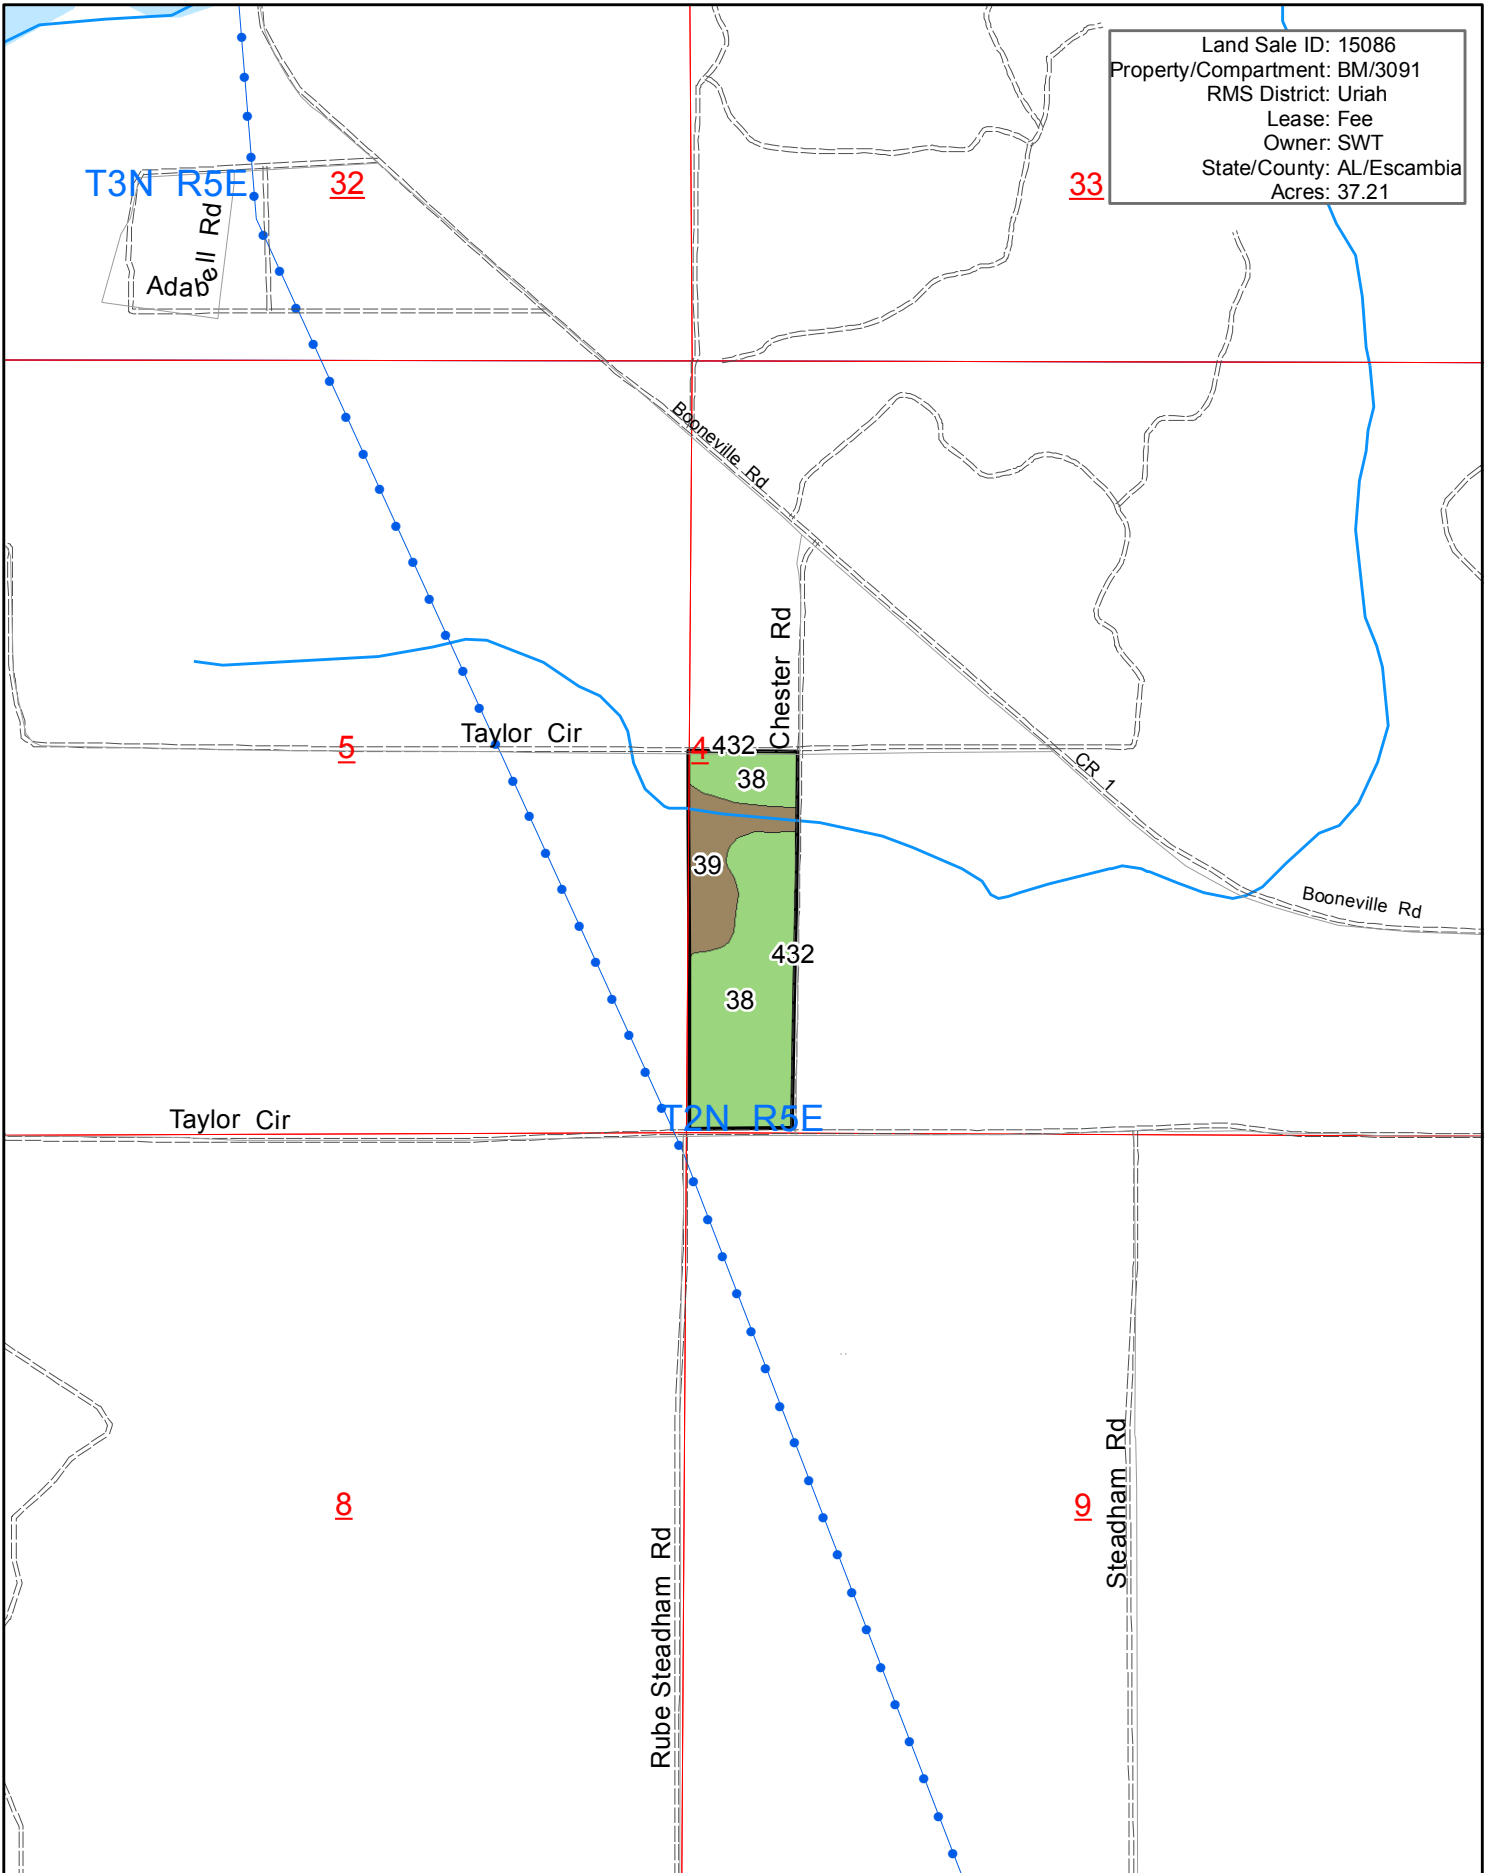 Land Sale ID: 15086
Property/Compartment: BM/3091
RMS District: Uriah
Lease: Fee
Owner: SWT
State/County: AL/Escambia
Acres: 37.21
T3N R5E
32
33
Adabell Rd
Booneville Rd
Chester Rd
Taylor Cir
5
4
432
38
CR 1
39
Booneville Rd
432
38
Taylor Cir
T2N R5E
8
9
Steadham Rd
Rube Steadham Rd